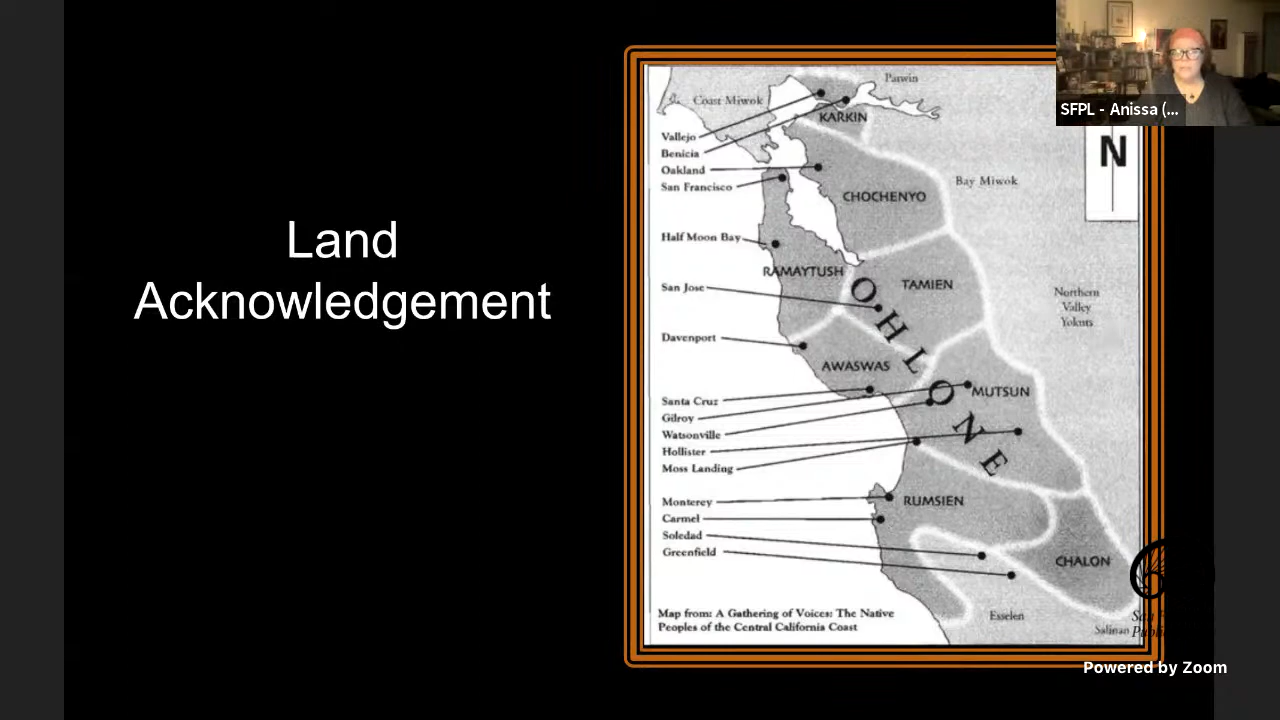 Land
Acknowledgement
Patwin
Coast Miwok
KARKIN
Vallejo
Benicia
Oakland
San Francisco
N
Bay Miwok
CHOCHENYO
Half Moon Bay
RAMAYTUSH
TAMIEN
San Jose
Northern
Valley
Yokuts
OHLONE
Davenport
AWASWAS
MUTSUN
Santa Cruz
Gilroy
Watsonville
Hollister
Moss Landing
Monterey
RUMSIEN
Carmel
Soledad
Greenfield
CHALON
Esselen
Salinan
Map from: A Gathering of Voices: The Native
Peoples of the Central California Coast
SFPL - Anissa (...
Powered by Zoom